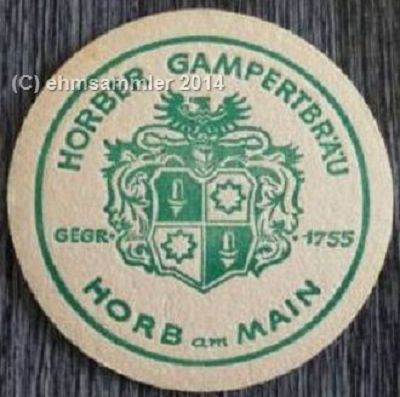 (C) ehmsammler 2014
HORBER GAMPERTBRÄU
GEGR. 1755
HORB am MAIN